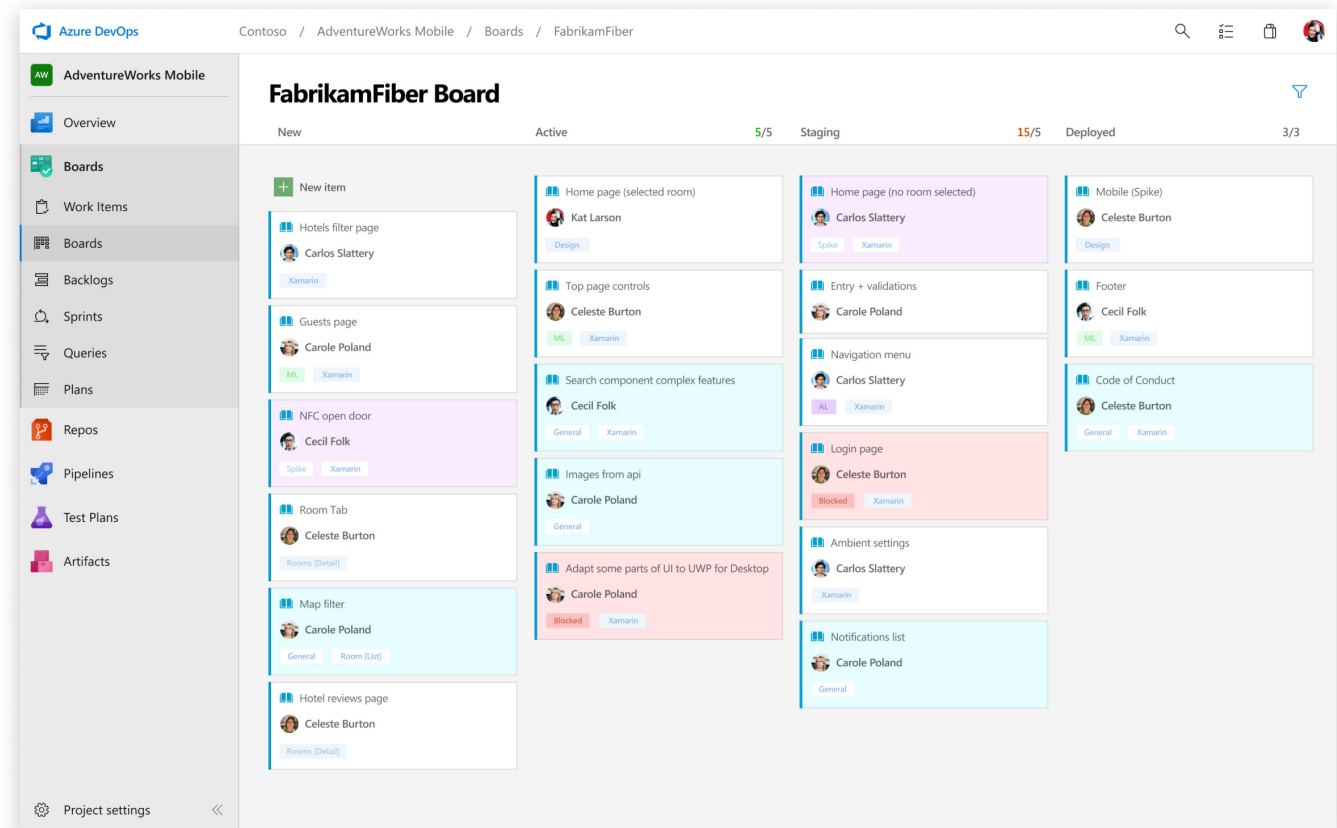 Azure DevOps
Contoso / AdventureWorks Mobile / Boards / FabrikamFiber
AW AdventureWorks Mobile
Overview
Boards
Work Items
Boards
Backlogs
Sprints
Queries
Plans
Repos
Pipelines
Test Plans
Artifacts
Project settings
FabrikamFiber Board
New
New item
Hotels filter page
Carlos Slattery
Xamarin
Guests page
Carole Poland
ML Xamarin
NFC open door
Cecil Folk
Spike Xamarin
Room Tab
Celeste Burton
Rooms [Detail]
Map filter
Carole Poland
General Room [List]
Hotel reviews page
Celeste Burton
Rooms [Detail]
Active 5/5
Home page (selected room)
Kat Larson
Design
Top page controls
Celeste Burton
ML Xamarin
Search component complex features
Cecil Folk
General Xamarin
Images from api
Carole Poland
General
Adapt some parts of UI to UWP for Desktop
Carole Poland
Blocked Xamarin
Staging 15/5
Home page (no room selected)
Carlos Slattery
Spike Xamarin
Entry + validations
Carole Poland
Navigation menu
Carlos Slattery
AL Xamarin
Login page
Celeste Burton
Blocked Xamarin
Ambient settings
Carlos Slattery
Xamarin
Notifications list
Carole Poland
General
Deployed 3/3
Mobile (Spike)
Celeste Burton
Design
Footer
Cecil Folk
ML Xamarin
Code of Conduct
Celeste Burton
General Xamarin